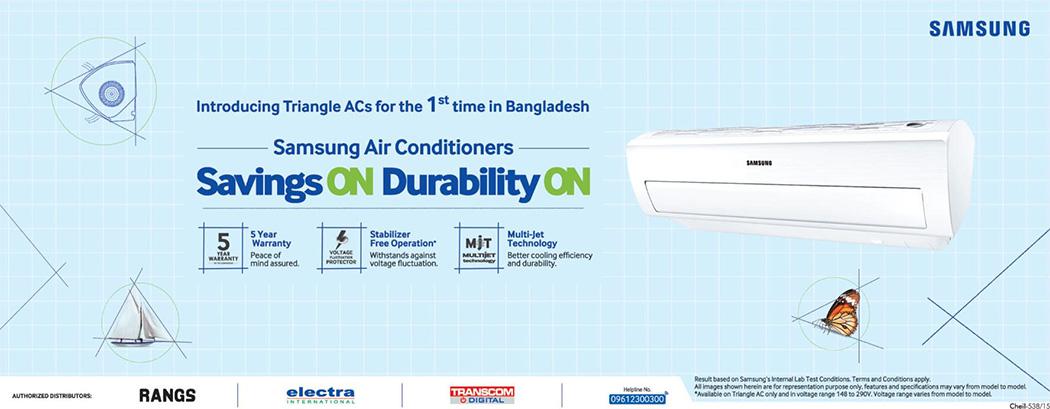 SAMSUNG
Introducing Triangle ACs for the 1st time in Bangladesh
Samsung Air Conditioners
Savings ON Durability ON
SAMSUNG
5
YEAR
WARRANTY
5 Year
Warranty
Peace of
mind assured.
VOLTAGE
FLUCTUATION
PROTECTOR
Stabilizer
Free Operation*
Withstands against
voltage fluctuation.
MJT
MULTIJET
technology
Multi-Jet
Technology
Better cooling efficiency
and durability.
AUTHORIZED DISTRIBUTORS:
RANGS
electra
INTERNATIONAL
TRANSCOM
DIGITAL
Helpline No.
09612300300
Result based on Samsung's Internal Lab Test Conditions. Terms and Conditions apply.
All images shown herein are for representation purpose only, features and specifications may vary from model to model.
*Available on Triangle AC only and in voltage range 148 to 290V. Voltage range varies from model to model.
Cheil-538/15